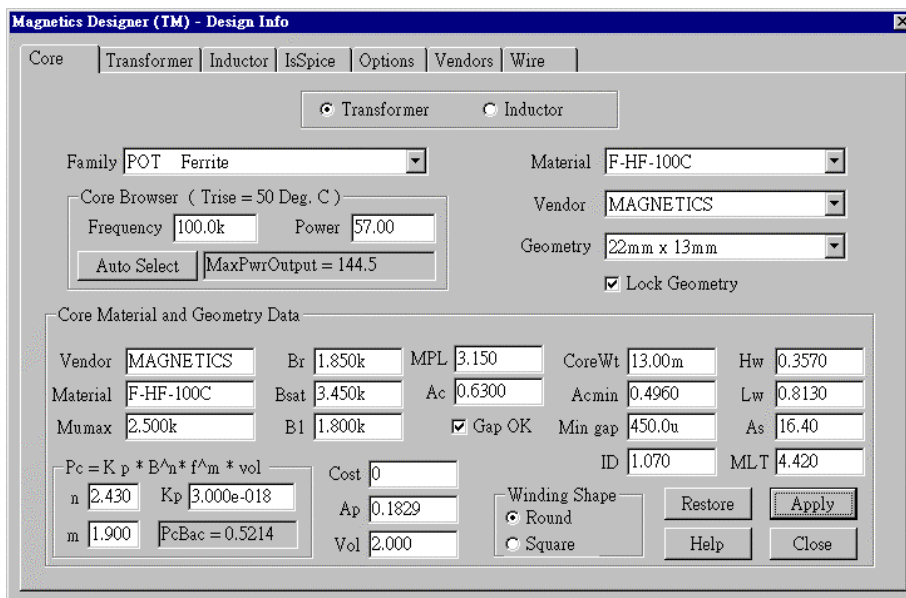 Magnetics Designer (TM) - Design Info
Core Transformer Inductor IsSpice Options Vendors Wire
Transformer Inductor
Family POT Ferrite
Material F-HF-100C
Core Browser ( Trise = 50 Deg. C )
Vendor MAGNETICS
Frequency 100.0k Power 57.00
Geometry 22mm x 13mm
Auto Select MaxPwrOutput = 144.5
Lock Geometry
Core Material and Geometry Data
Vendor MAGNETICS Br 1.850k MPL 3.150 CoreWt 13.00m Hw 0.3570
Material F-HF-100C Bsat 3.450k Ac 0.6300 Acmin 0.4960 Lw 0.8130
Mumax 2.500k B1 1.800k Gap OK Min gap 450.0u As 16.40
ID 1.070 MLT 4.420
Pc = K p * B^n* f^m * vol
n 2.430 Kp 3.000e-018
m 1.900 PcBac = 0.5214
Cost 0
Ap 0.1829
Vol 2.000
Winding Shape
Round
Square
Restore Apply
Help Close